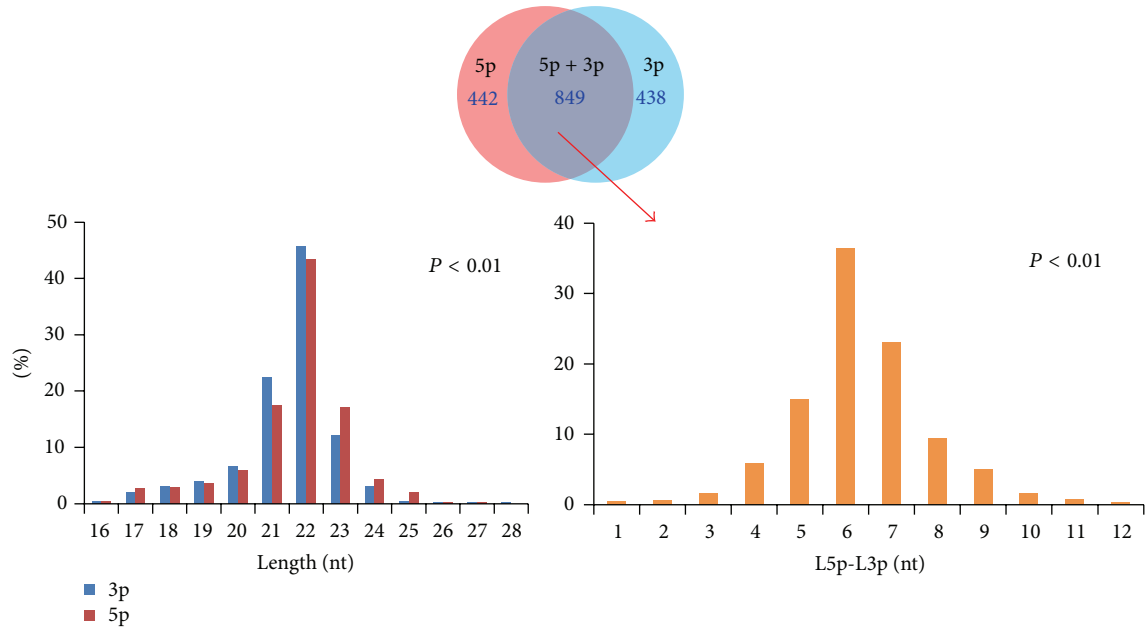 5p 5p + 3p 3p
442 849 438
50
40
30
20
10
0
(%)
P < 0.01
16 17 18 19 20 21 22 23 24 25 26 27 28
Length (nt)
3p
5p
40
30
20
10
0
P < 0.01
1 2 3 4 5 6 7 8 9 10 11 12
L5p-L3p (nt)